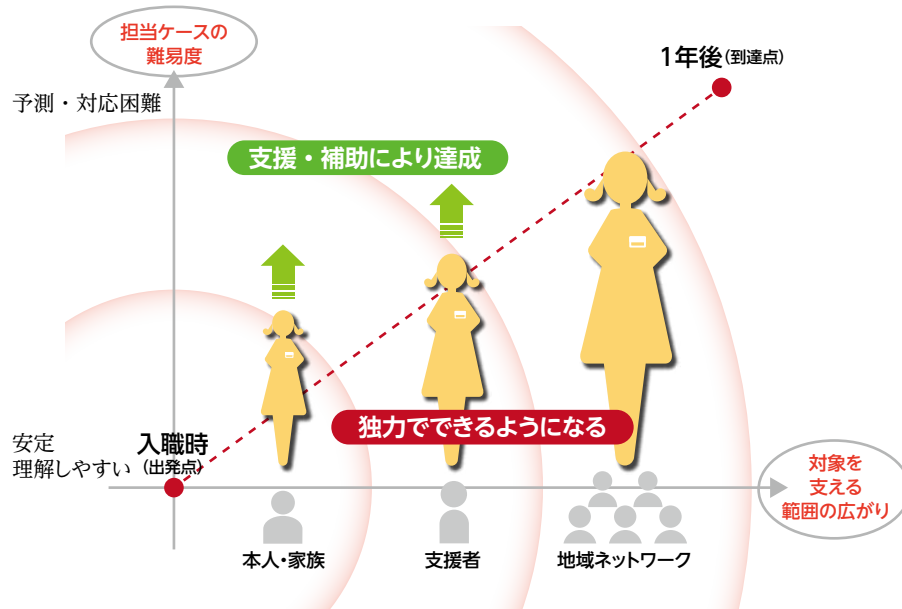 担当ケースの
難易度
1年後(到達点)
予測・対応困難
支援・補助により達成
独力でできるようになる
安定
理解しやすい
入職時
(出発点)
対象を
支える
範囲の広がり
本人・家族
支援者
地域ネットワーク